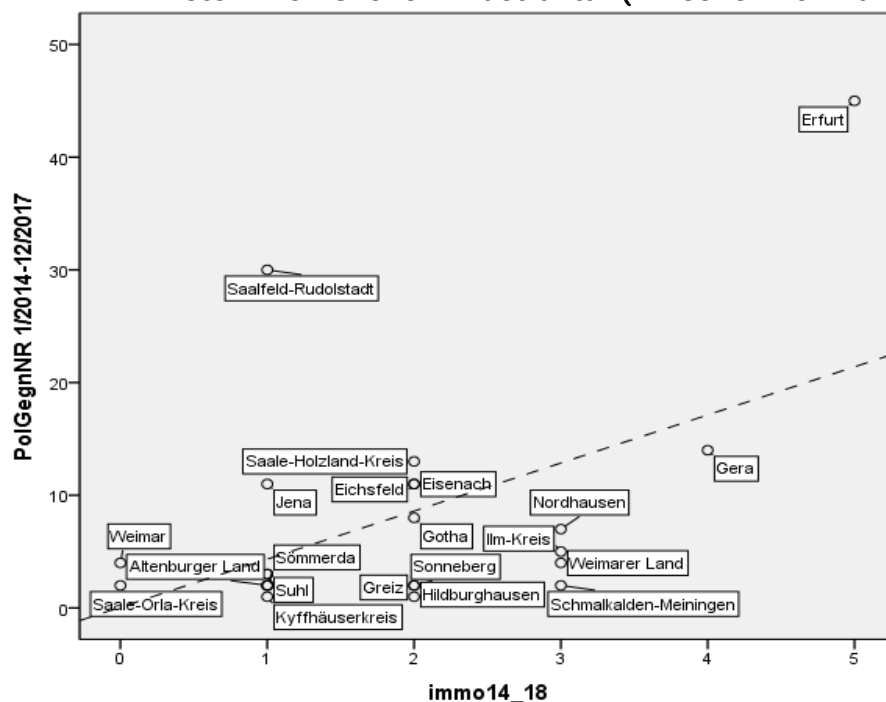 50
40
30
20
10
0
PolGegnNR 1/2014-12/2017
Erfurt
Saalfeld-Rudolstadt
Saale-Holzland-Kreis
Gera
Eisenach
Eichsfeld
Jena
Nordhausen
Gotha
Weimar
Ilm-Kreis
Sömmerda
Altenburger Land
Sonneberg
Weimarer Land
Greiz
Suhl
Hildburghausen
Saale-Orla-Kreis
Schmalkalden-Meiningen
Kyffhäuserkreis
0 1 2 3 4 5
immo14_18